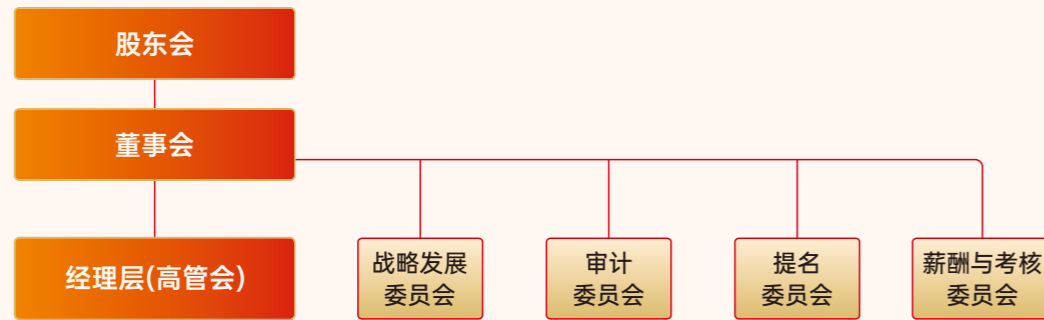 股东会
董事会
经理层(高管会)
战略发展
委员会
审计
委员会
提名
委员会
薪酬与考核
委员会